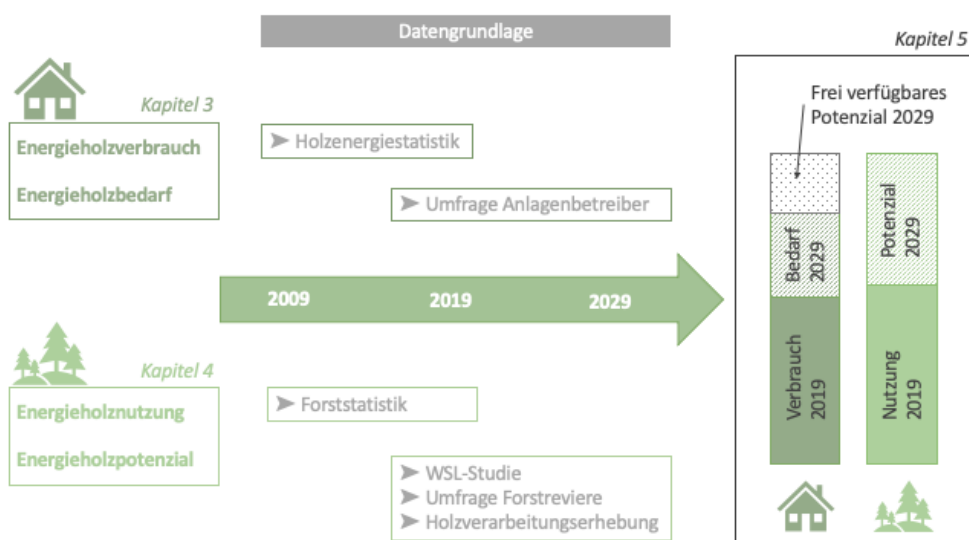 Datengrundlage
Kapitel 5
Kapitel 3
Energieholzverbrauch
Energieholzbedarf
➤ Holzenergiestatistik
➤ Umfrage Anlagenbetreiber
2009
2019
2029
Kapitel 4
Energieholznutzung
Energieholzpotenzial
➤ Forststatistik
➤ WSL-Studie
➤ Umfrage Forstreviere
➤ Holzverarbeitungserhebung
Frei verfügbares
Potenzial 2029
Bedarf
2029
Verbrauch
2019
Potenzial
2029
Nutzung
2019